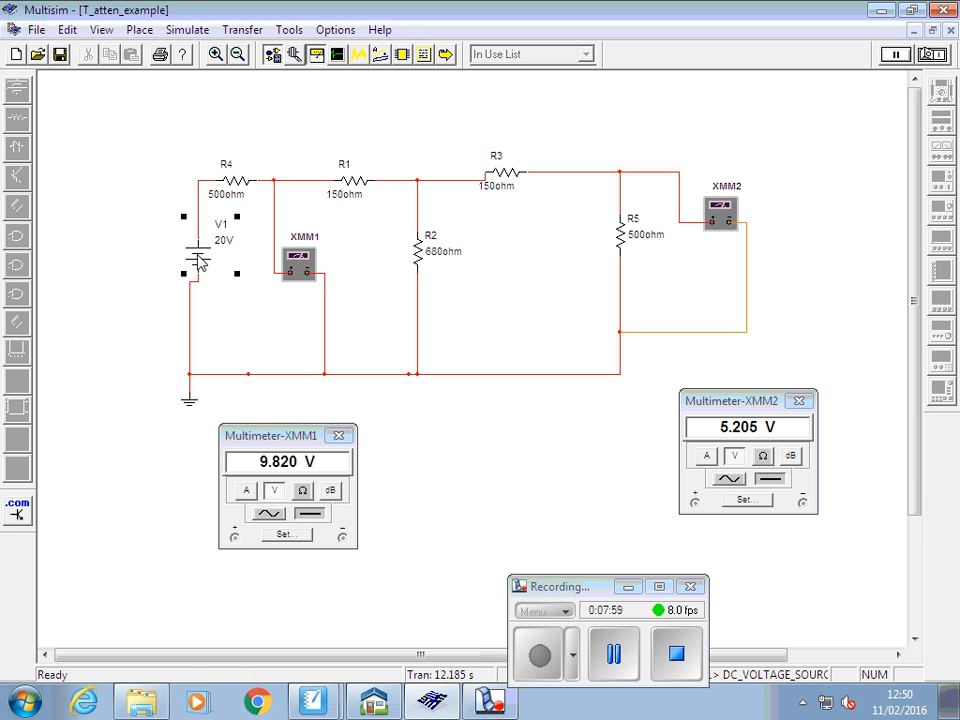 Multisim - [T_atten_example]
File Edit View Place Simulate Transfer Tools Options Help
In Use List
R4
500ohm
R1
150ohm
R3
150ohm
XMM2
V1
20V
XMM1
R2
680ohm
R5
500ohm
Multimeter-XMM2
5.205 V
A V Ω dB
+ Set... −
Multimeter-XMM1
9.820 V
A V Ω dB
+ Set... −
.com
Recording...
Menu 0:07:59 8.0 fps
Ready Tran: 12.185 s > DC_VOLTAGE_SOURC NUM
12:50
11/02/2016